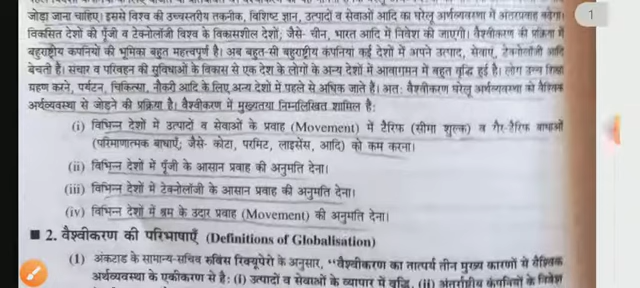 जोड़ा जाना चाहिए। इससे विश्व की उच्चस्तरीय तकनीक, विशिष्ट ज्ञान, उत्पादों व सेवाओं आदि का घरेलू अर्थव्यवस्था में अंतरप्रवाह बढ़ेगा।
विकसित देशों की पूँजी व टेक्नोलॉजी विश्व के विकासशील देशों; जैसे- चीन, भारत आदि में निवेश की जाएगी। वैश्वीकरण की प्रक्रिया में
बहुराष्ट्रीय कंपनियों की भूमिका बहुत महत्त्वपूर्ण है। अब बहुत-सी बहुराष्ट्रीय कंपनियां कई देशों में अपने उत्पाद, सेवाएं, टेक्नोलॉजी आदि
बेचती हैं। संचार व परिवहन की सुविधाओं के विकास से एक देश के लोगों के अन्य देशों में आवागमन में बहुत वृद्धि हुई है। लोग उच्च शिक्षा
ग्रहण करने, पर्यटन, चिकित्सा, नौकरी आदि के लिए अन्य देशों में पहले से अधिक जाते हैं। अतः वैश्वीकरण घरेलू अर्थव्यवस्था को वैश्विक
अर्थव्यवस्था से जोड़ने की प्रक्रिया है। वैश्वीकरण में मुख्यतया निम्नलिखित शामिल हैः
(i) विभिन्न देशों में उत्पादों व सेवाओं के प्रवाह (Movement) में टैरिफ (सीमा शुल्क) व गैर-टैरिफ बाधाओं
(परिमाणात्मक बाधाएँ; जैसे- कोटा, परमिट, लाइसेंस, आदि) को कम करना।
(ii) विभिन्न देशों में पूँजी के आसान प्रवाह की अनुमति देना।
(iii) विभिन्न देशों में टेक्नोलॉजी के आसान प्रवाह की अनुमति देना।
(iv) विभिन्न देशों में श्रम के उदार प्रवाह (Movement) की अनुमति देना।
■ 2. वैश्वीकरण की परिभाषाएँ (Definitions of Globalisation)
(1) अंकटाड के सामान्य-सचिव रुबिंस रिक्यूपेरो के अनुसार, "वैश्वीकरण का तात्पर्य तीन मुख्य कारणों से वैश्विक
अर्थव्यवस्था के एकीकरण से हैः (i) उत्पादों व सेवाओं के व्यापार में वृद्धि, (ii) अंतर्राष्ट्रीय कंपनियों के निवेश
1